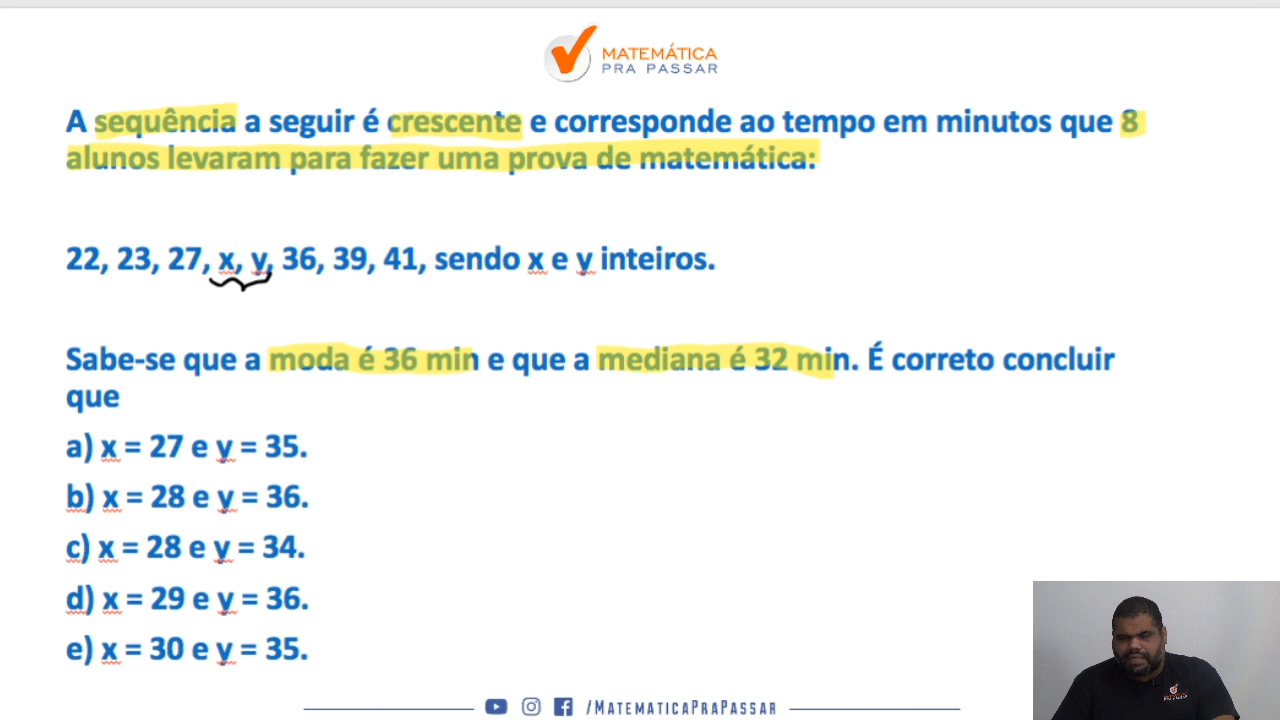 MATEMÁTICA
PRA PASSAR
A sequência a seguir é crescente e corresponde ao tempo em minutos que 8
alunos levaram para fazer uma prova de matemática:
22, 23, 27, x, y, 36, 39, 41, sendo x e y inteiros.
Sabe-se que a moda é 36 min e que a mediana é 32 min. É correto concluir
que
a) x = 27 e y = 35.
b) x = 28 e y = 36.
c) x = 28 e y = 34.
d) x = 29 e y = 36.
e) x = 30 e y = 35.
/MATEMATICAPRAPASSAR